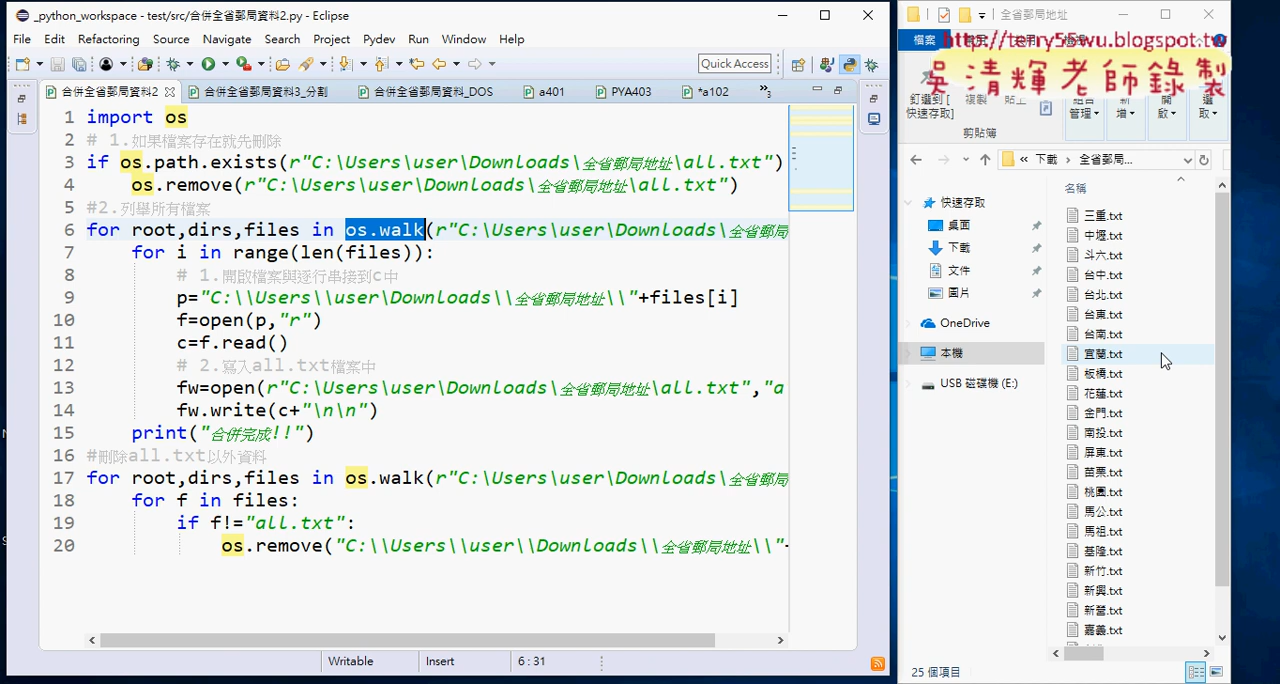 _python_workspace - test/src/合併全省郵局資料2.py - Eclipse
File Edit Refactoring Source Navigate Search Project Pydev Run Window Help
Quick Access
合併全省郵局資料2 合併全省郵局資料3_分割 合併全省郵局資料_DOS a401 PYA403 *a102 »3
1 import os
2 # 1.如果檔案存在就先刪除
3 if os.path.exists(r"C:\Users\user\Downloads\全省郵局地址\all.txt")
4 os.remove(r"C:\Users\user\Downloads\全省郵局地址\all.txt")
5 #2.列舉所有檔案
6 for root,dirs,files in os.walk(r"C:\Users\user\Downloads\全省郵局
7 for i in range(len(files)):
8 # 1.開啟檔案與逐行串接到c中
9 p="C:\\Users\\user\Downloads\\全省郵局地址\\"+files[i]
10 f=open(p,"r")
11 c=f.read()
12 # 2.寫入all.txt檔案中
13 fw=open(r"C:\Users\user\Downloads\全省郵局地址\all.txt","a
14 fw.write(c+"\n\n")
15 print("合併完成!!")
16 #刪除all.txt以外資料
17 for root,dirs,files in os.walk(r"C:\Users\user\Downloads\全省郵局
18 for f in files:
19 if f!="all.txt":
20 os.remove("C:\\Users\\user\\Downloads\\全省郵局地址\\"
Writable Insert 6 : 31
全省郵局地址
檔案
http://terry55wu.blogspot.tw
吳清輝老師錄製
釘選到 [
快速存取]
複製 貼上
管理
剪貼簿
« 下載 › 全省郵局...
名稱
快速存取
桌面
下載
文件
圖片
OneDrive
本機
USB 磁碟機 (E:)
三重.txt
中壢.txt
斗六.txt
台中.txt
台北.txt
台東.txt
台南.txt
宜蘭.txt
板橋.txt
花蓮.txt
金門.txt
南投.txt
屏東.txt
苗栗.txt
桃園.txt
馬公.txt
馬祖.txt
基隆.txt
新竹.txt
新興.txt
新營.txt
嘉義.txt
25 個項目